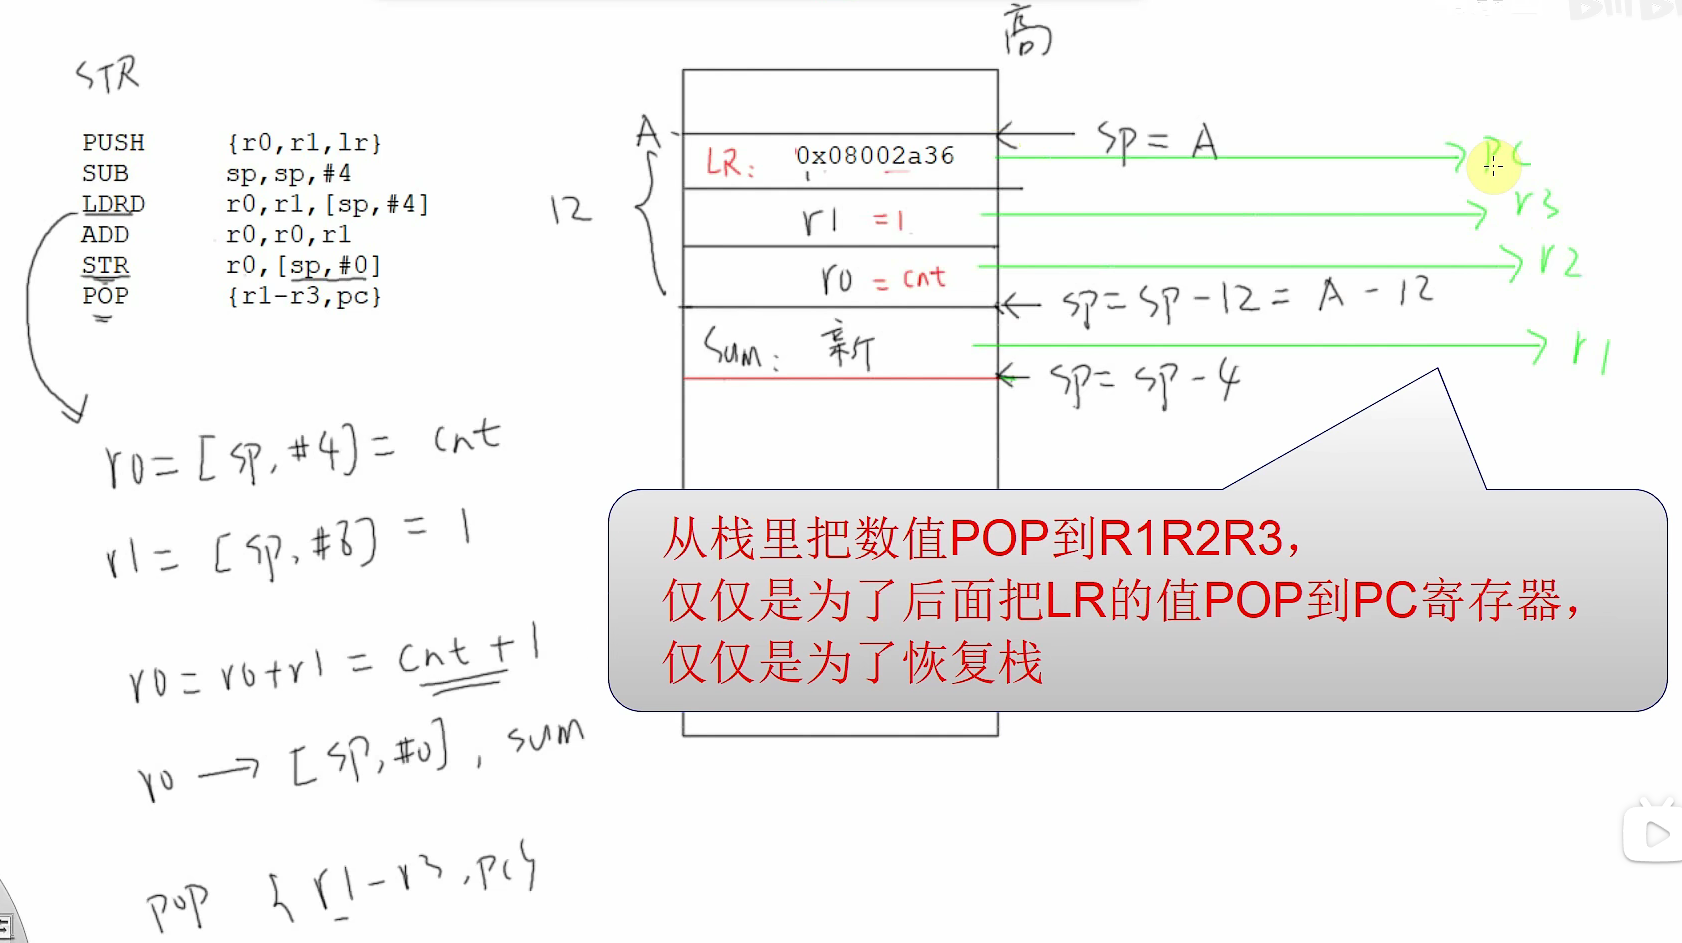 高
STR
PUSH {r0,r1,lr}
SUB sp,sp,#4
LDRD r0,r1,[sp,#4]
ADD r0,r0,r1
STR r0,[sp,#0]
POP {r1-r3,pc}
A
12
LR: 0x08002a36
r1 =1
r0 = cnt
Sum: 新
sp= A
sp=sp-12= A-12
sp= sp-4
PC
r3
r2
r1
r0=[sp,#4]= cnt
r1= [sp,#8] = 1
r0=r0+r1 = cnt+1
r0 → [sp,#0], sum
pop {r1-r3,pc}
从栈里把数值POP到R1R2R3，
仅仅是为了后面把LR的值POP到PC寄存器，
仅仅是为了恢复栈